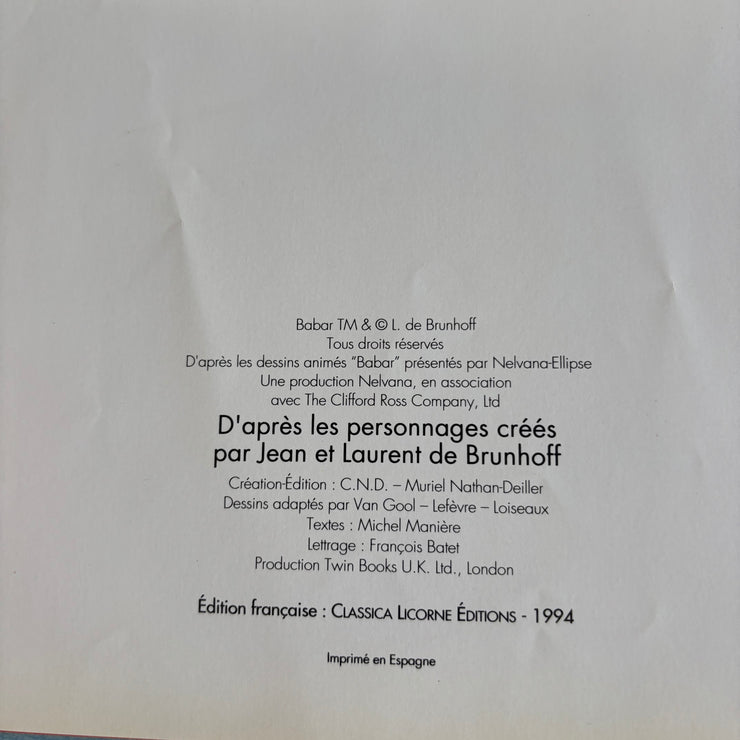 Babar TM & © L. de Brunhoff
Tous droits réservés
D'après les dessins animés "Babar" présentés par Nelvana-Ellipse
Une production Nelvana, en association
avec The Clifford Ross Company, Ltd
D'après les personnages créés
par Jean et Laurent de Brunhoff
Création-Édition : C.N.D. – Muriel Nathan-Deiller
Dessins adaptés par Van Gool – Lefèvre – Loiseaux
Textes : Michel Manière
Lettrage : François Batet
Production Twin Books U.K. Ltd., London
Édition française : CLASSICA LICORNE ÉDITIONS - 1994
Imprimé en Espagne